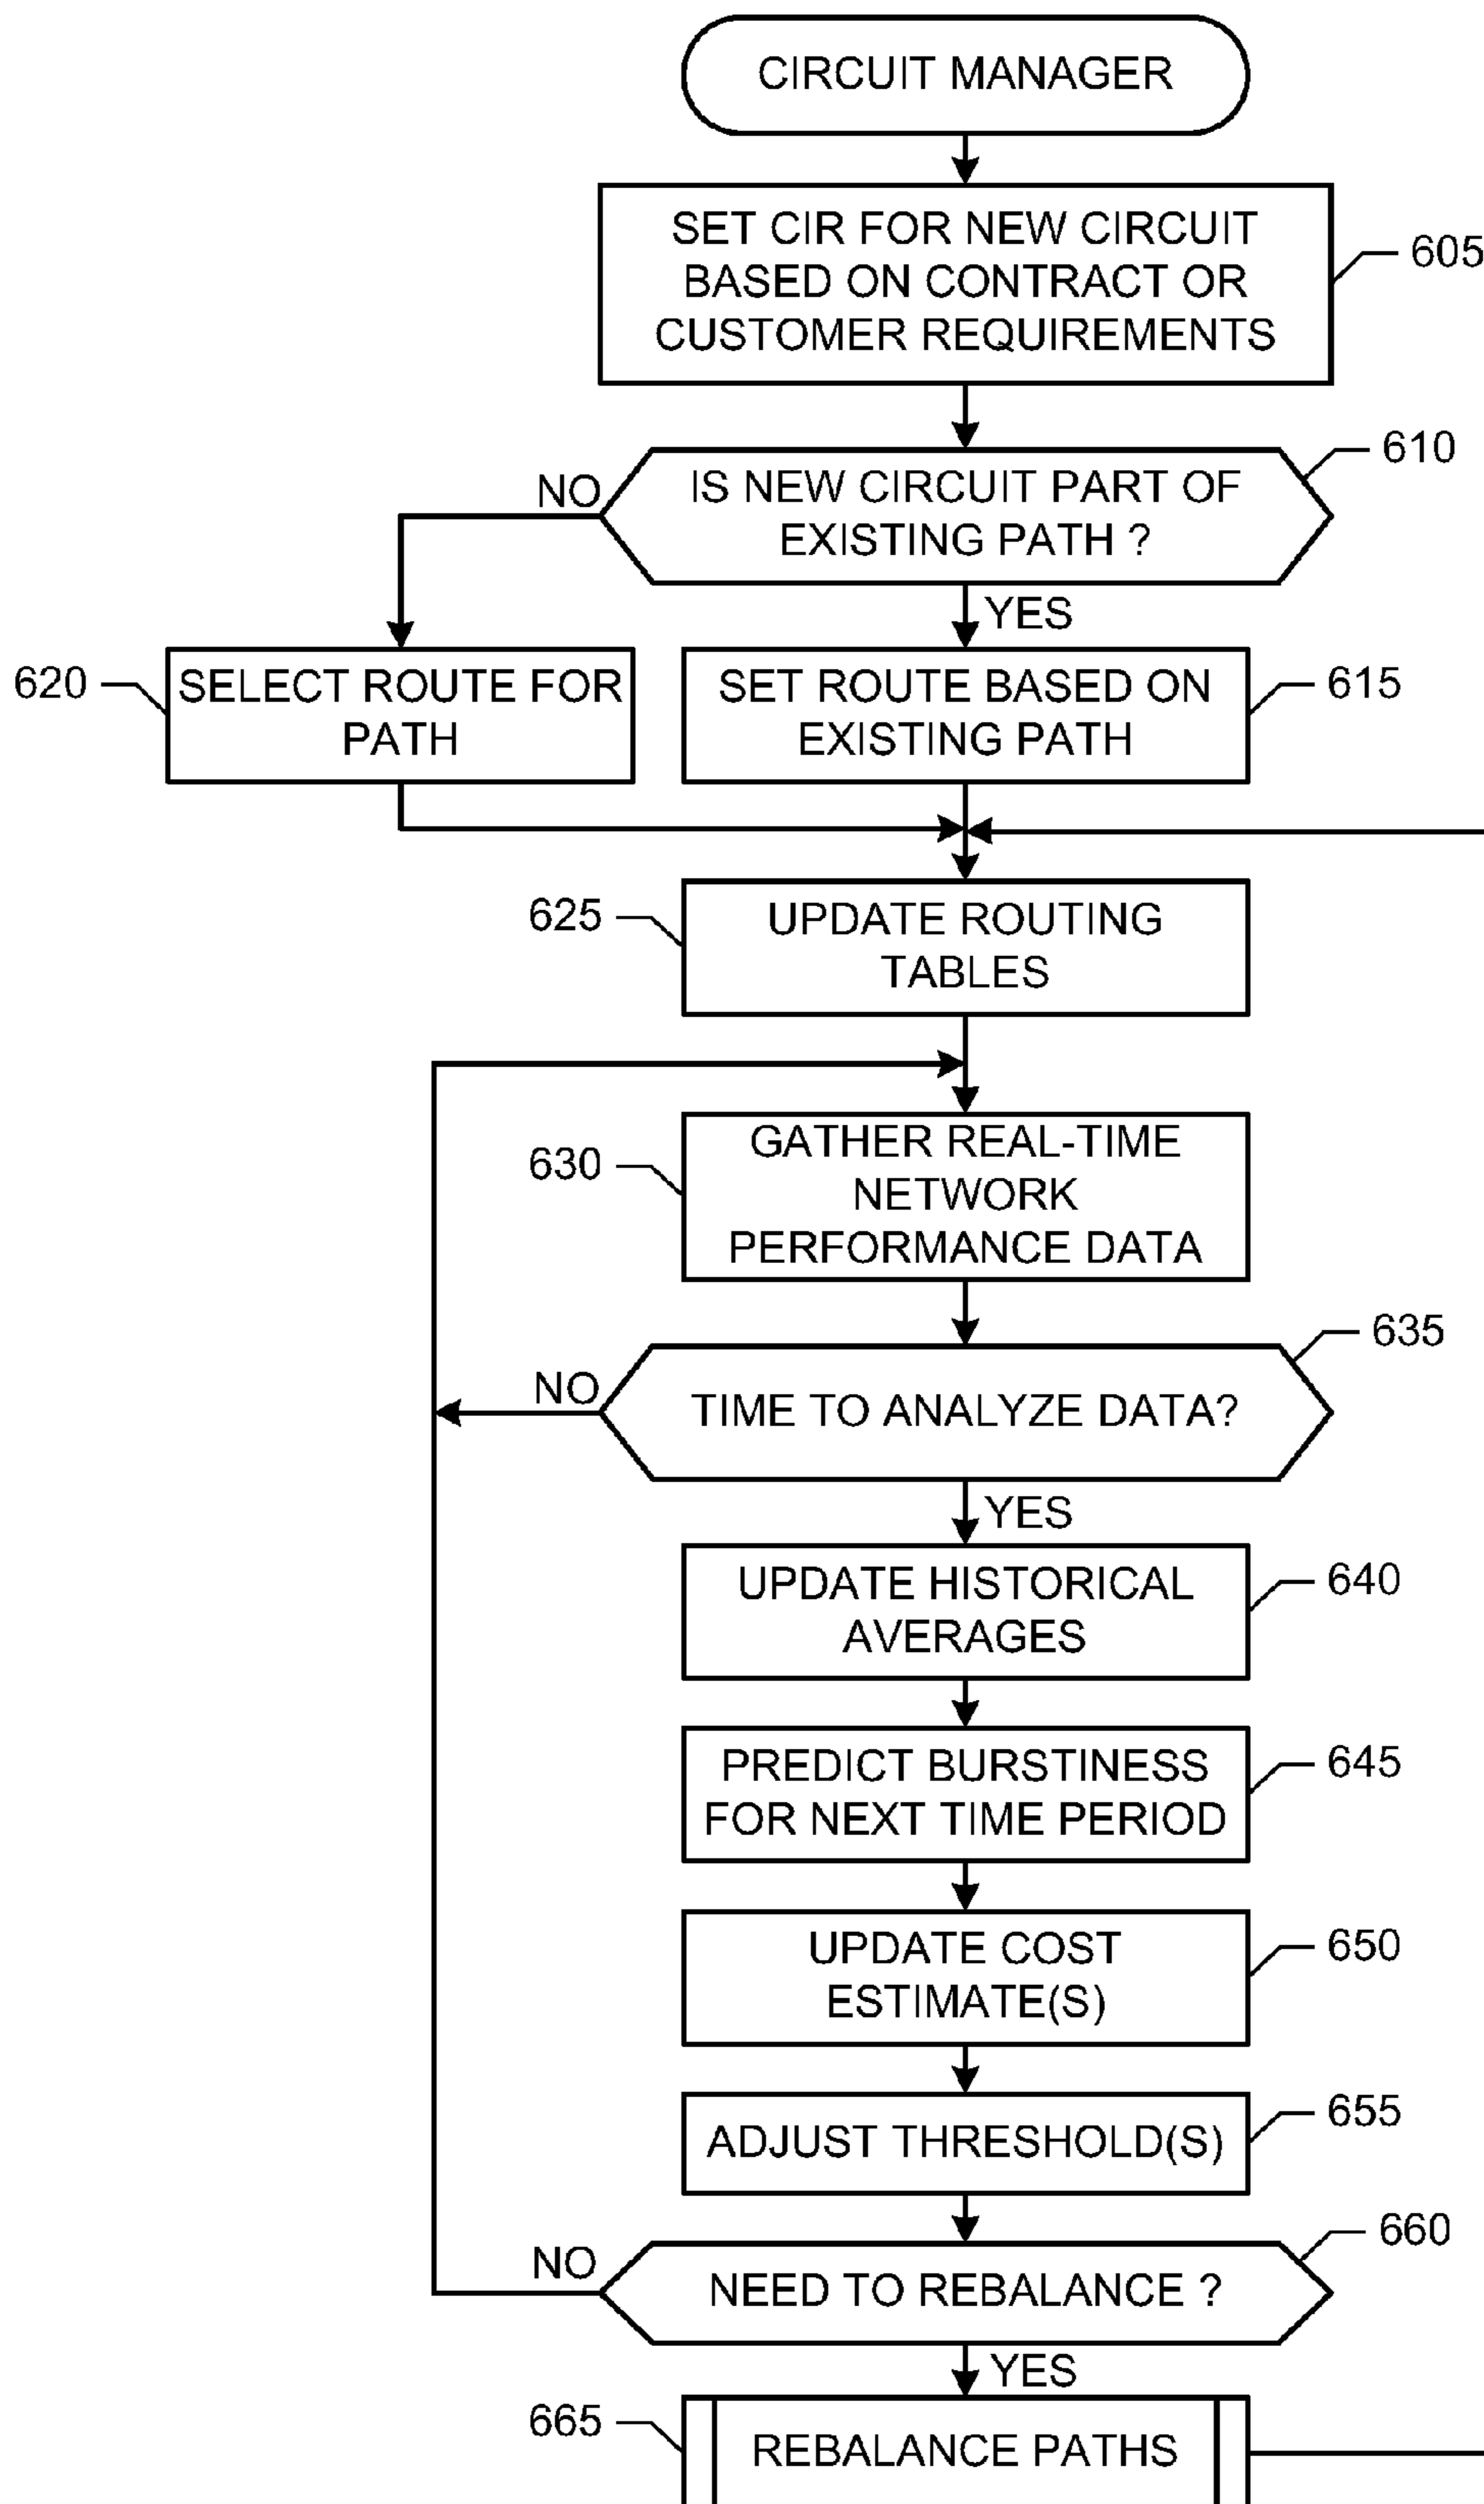 CIRCUIT MANAGER
SET CIR FOR NEW CIRCUIT
BASED ON CONTRACT OR
CUSTOMER REQUIREMENTS
605
610
NO
IS NEW CIRCUIT PART OF
EXISTING PATH ?
YES
620
SELECT ROUTE FOR
PATH
SET ROUTE BASED ON
EXISTING PATH
615
625
UPDATE ROUTING
TABLES
630
GATHER REAL-TIME
NETWORK
PERFORMANCE DATA
635
NO
TIME TO ANALYZE DATA?
YES
UPDATE HISTORICAL
AVERAGES
640
PREDICT BURSTINESS
FOR NEXT TIME PERIOD
645
UPDATE COST
ESTIMATE(S)
650
ADJUST THRESHOLD(S)
655
660
NO
NEED TO REBALANCE ?
YES
665
REBALANCE PATHS